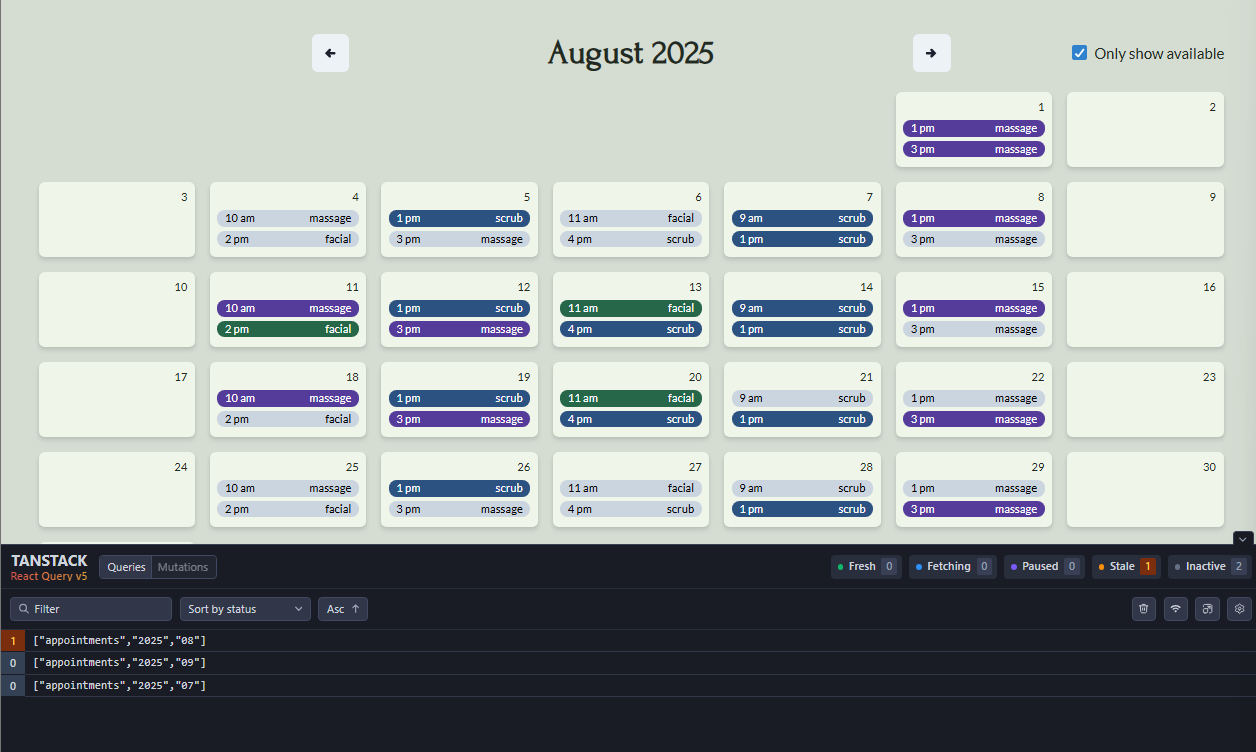 August 2025
Only show available
1
1 pm massage
3 pm massage
2
3
4
10 am massage
2 pm facial
5
1 pm scrub
3 pm massage
6
11 am facial
4 pm scrub
7
9 am scrub
1 pm scrub
8
1 pm massage
3 pm massage
9
10
11
10 am massage
2 pm facial
12
1 pm scrub
3 pm massage
13
11 am facial
4 pm scrub
14
9 am scrub
1 pm scrub
15
1 pm massage
3 pm massage
16
17
18
10 am massage
2 pm facial
19
1 pm scrub
3 pm massage
20
11 am facial
4 pm scrub
21
9 am scrub
1 pm scrub
22
1 pm massage
3 pm massage
23
24
25
10 am massage
2 pm facial
26
1 pm scrub
3 pm massage
27
11 am facial
4 pm scrub
28
9 am scrub
1 pm scrub
29
1 pm massage
3 pm massage
30
TANSTACK
React Query v5
Queries Mutations
Fresh 0 Fetching 0 Paused 0 Stale 1 Inactive 2
Filter Sort by status Asc ↑
1 ["appointments","2025","08"]
0 ["appointments","2025","09"]
0 ["appointments","2025","07"]